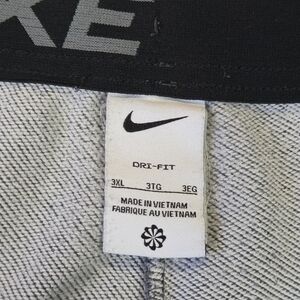 KE
DRI-FIT
3XL 3TG 3EG
MADE IN VIETNAM
FABRIQUE AU VIETNAM